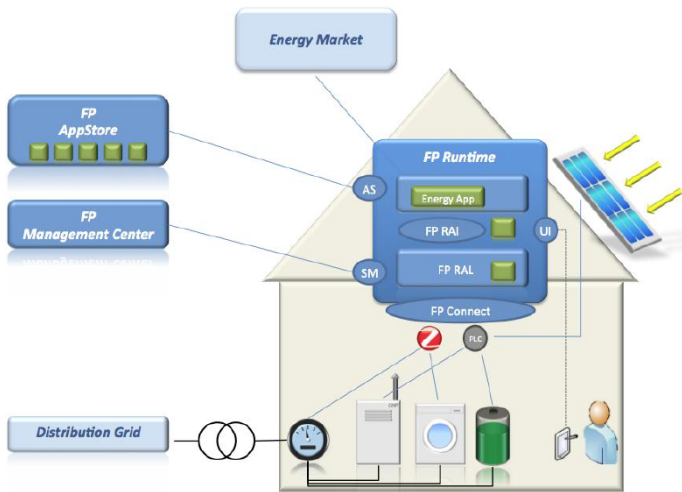 Energy Market
FP
AppStore
FP Runtime
AS
Energy App
FP
Management Center
FP RAI
UI
SM
FP RAL
FP Connect
PLC
Distribution Grid